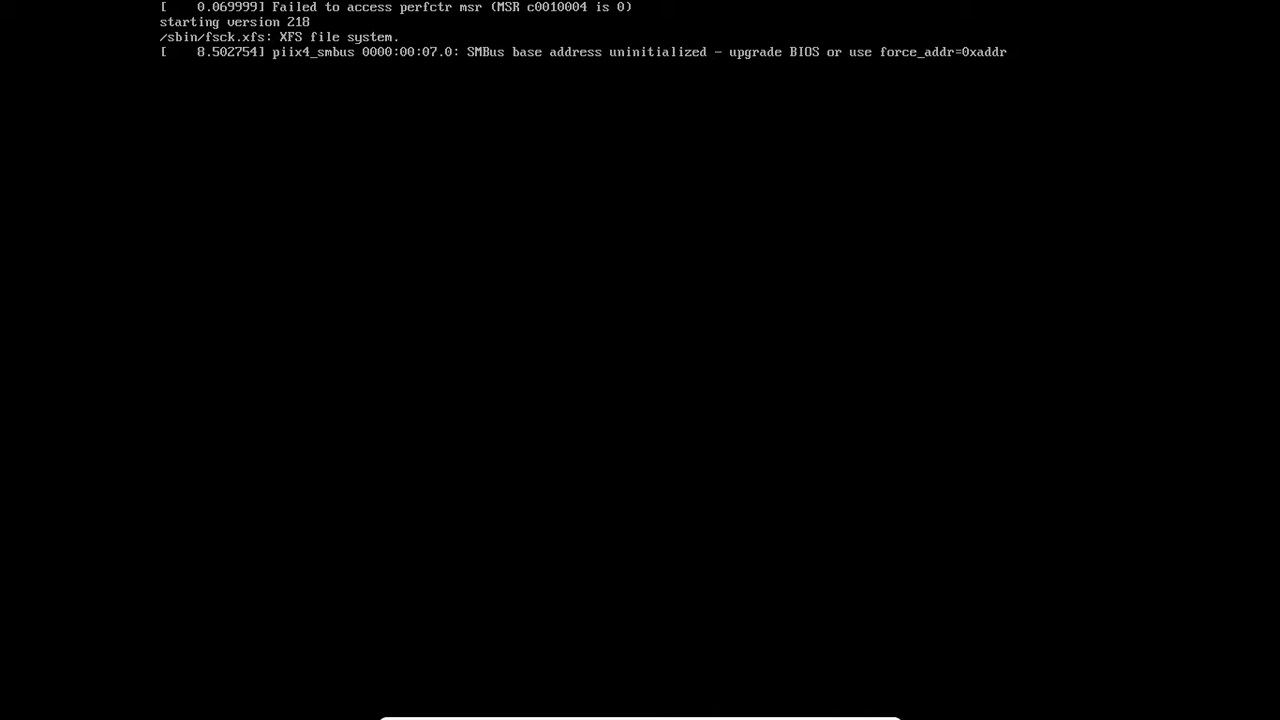 [    0.069999] Failed to access perfctr msr (MSR c0010004 is 0)
starting version 218
/sbin/fsck.xfs: XFS file system.
[    8.502754] piix4_smbus 0000:00:07.0: SMBus base address uninitialized - upgrade BIOS or use force_addr=0xaddr